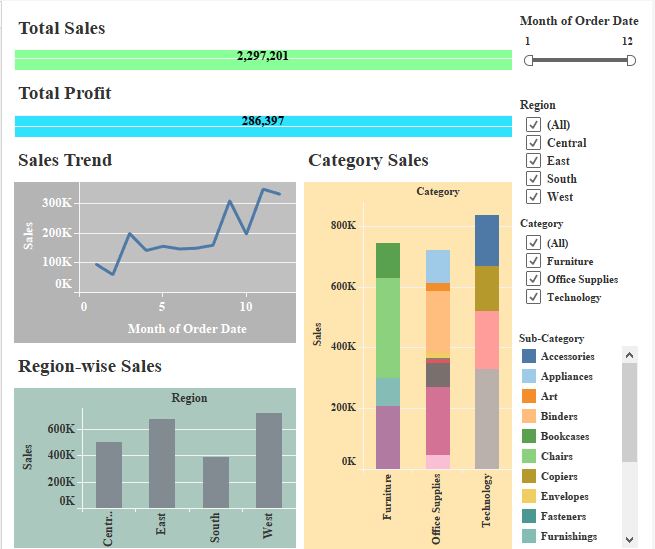 Total Sales
2,297,201
Total Profit
286,397
Sales Trend
300K
200K
100K
0K
Sales
0
5
10
Month of Order Date
Region-wise Sales
Region
600K
400K
200K
0K
Sales
Centr..
East
South
West
Category Sales
Category
800K
600K
400K
200K
0K
Sales
Furniture
Office Supplies
Technology
Month of Order Date
1 12
Region
(All)
Central
East
South
West
Category
(All)
Furniture
Office Supplies
Technology
Sub-Category
Accessories
Appliances
Art
Binders
Bookcases
Chairs
Copiers
Envelopes
Fasteners
Furnishings